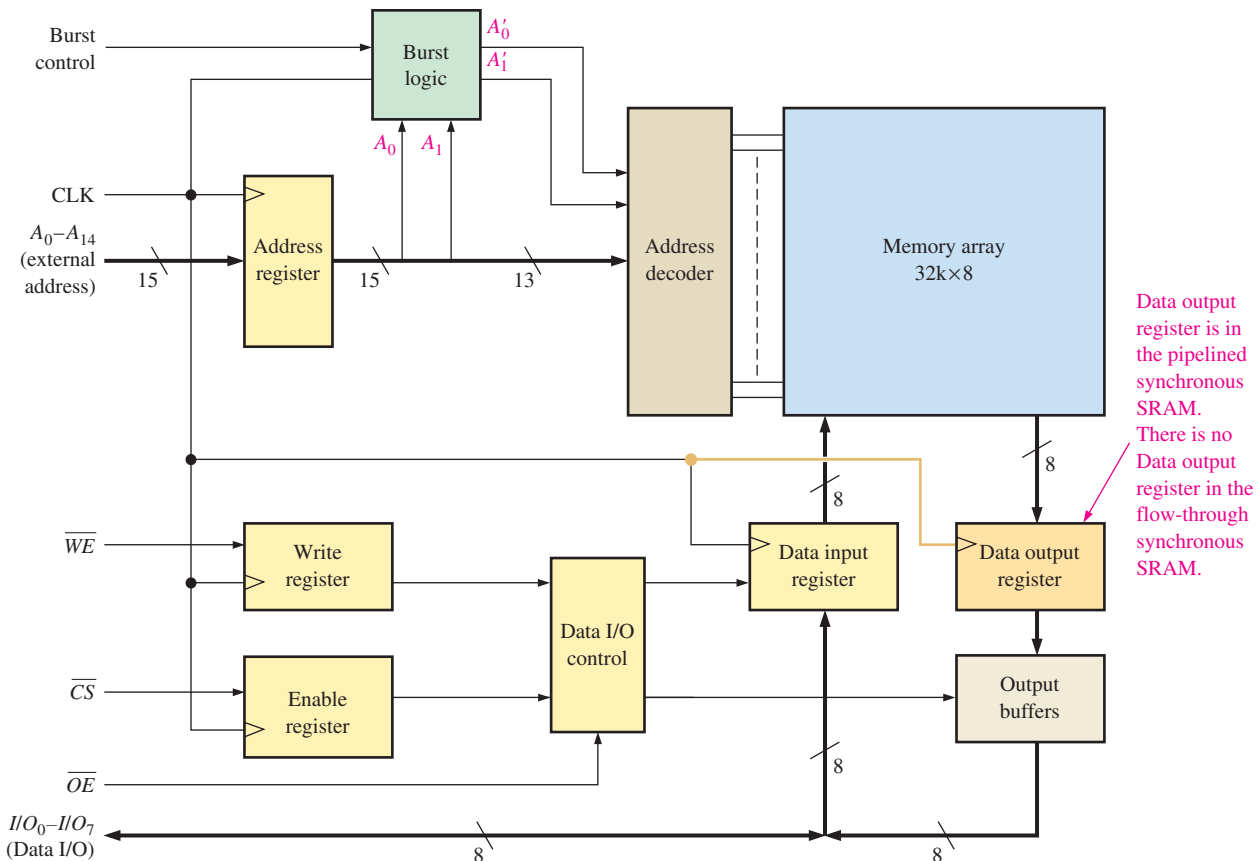 Burst
control
Burst
logic
A′0
A′1
A0
A1
CLK
A0–A14
(external
address)
15
Address
register
15
13
Address
decoder
Memory array
32k×8
Data output
register is in
the pipelined
synchronous
SRAM.
There is no
Data output
register in the
flow-through
synchronous
SRAM.
8
8
W̅E̅
Write
register
Data input
register
Data output
register
Data I/O
control
C̅S̅
Enable
register
Output
buffers
O̅E̅
8
I/O0–I/O7
(Data I/O)
8
8